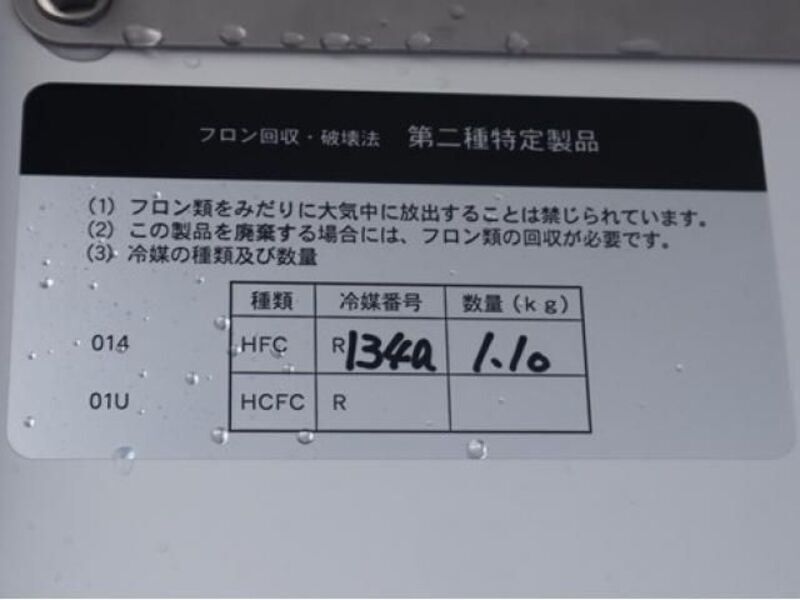 フロン回収・破壊法 第二種特定製品
(1) フロン類をみだりに大気中に放出することは禁じられています。
(2) この製品を廃棄する場合には、フロン類の回収が必要です。
(3) 冷媒の種類及び数量
種類 冷媒番号 数量(kg)
014 HFC R134a 1.10
01U HCFC R